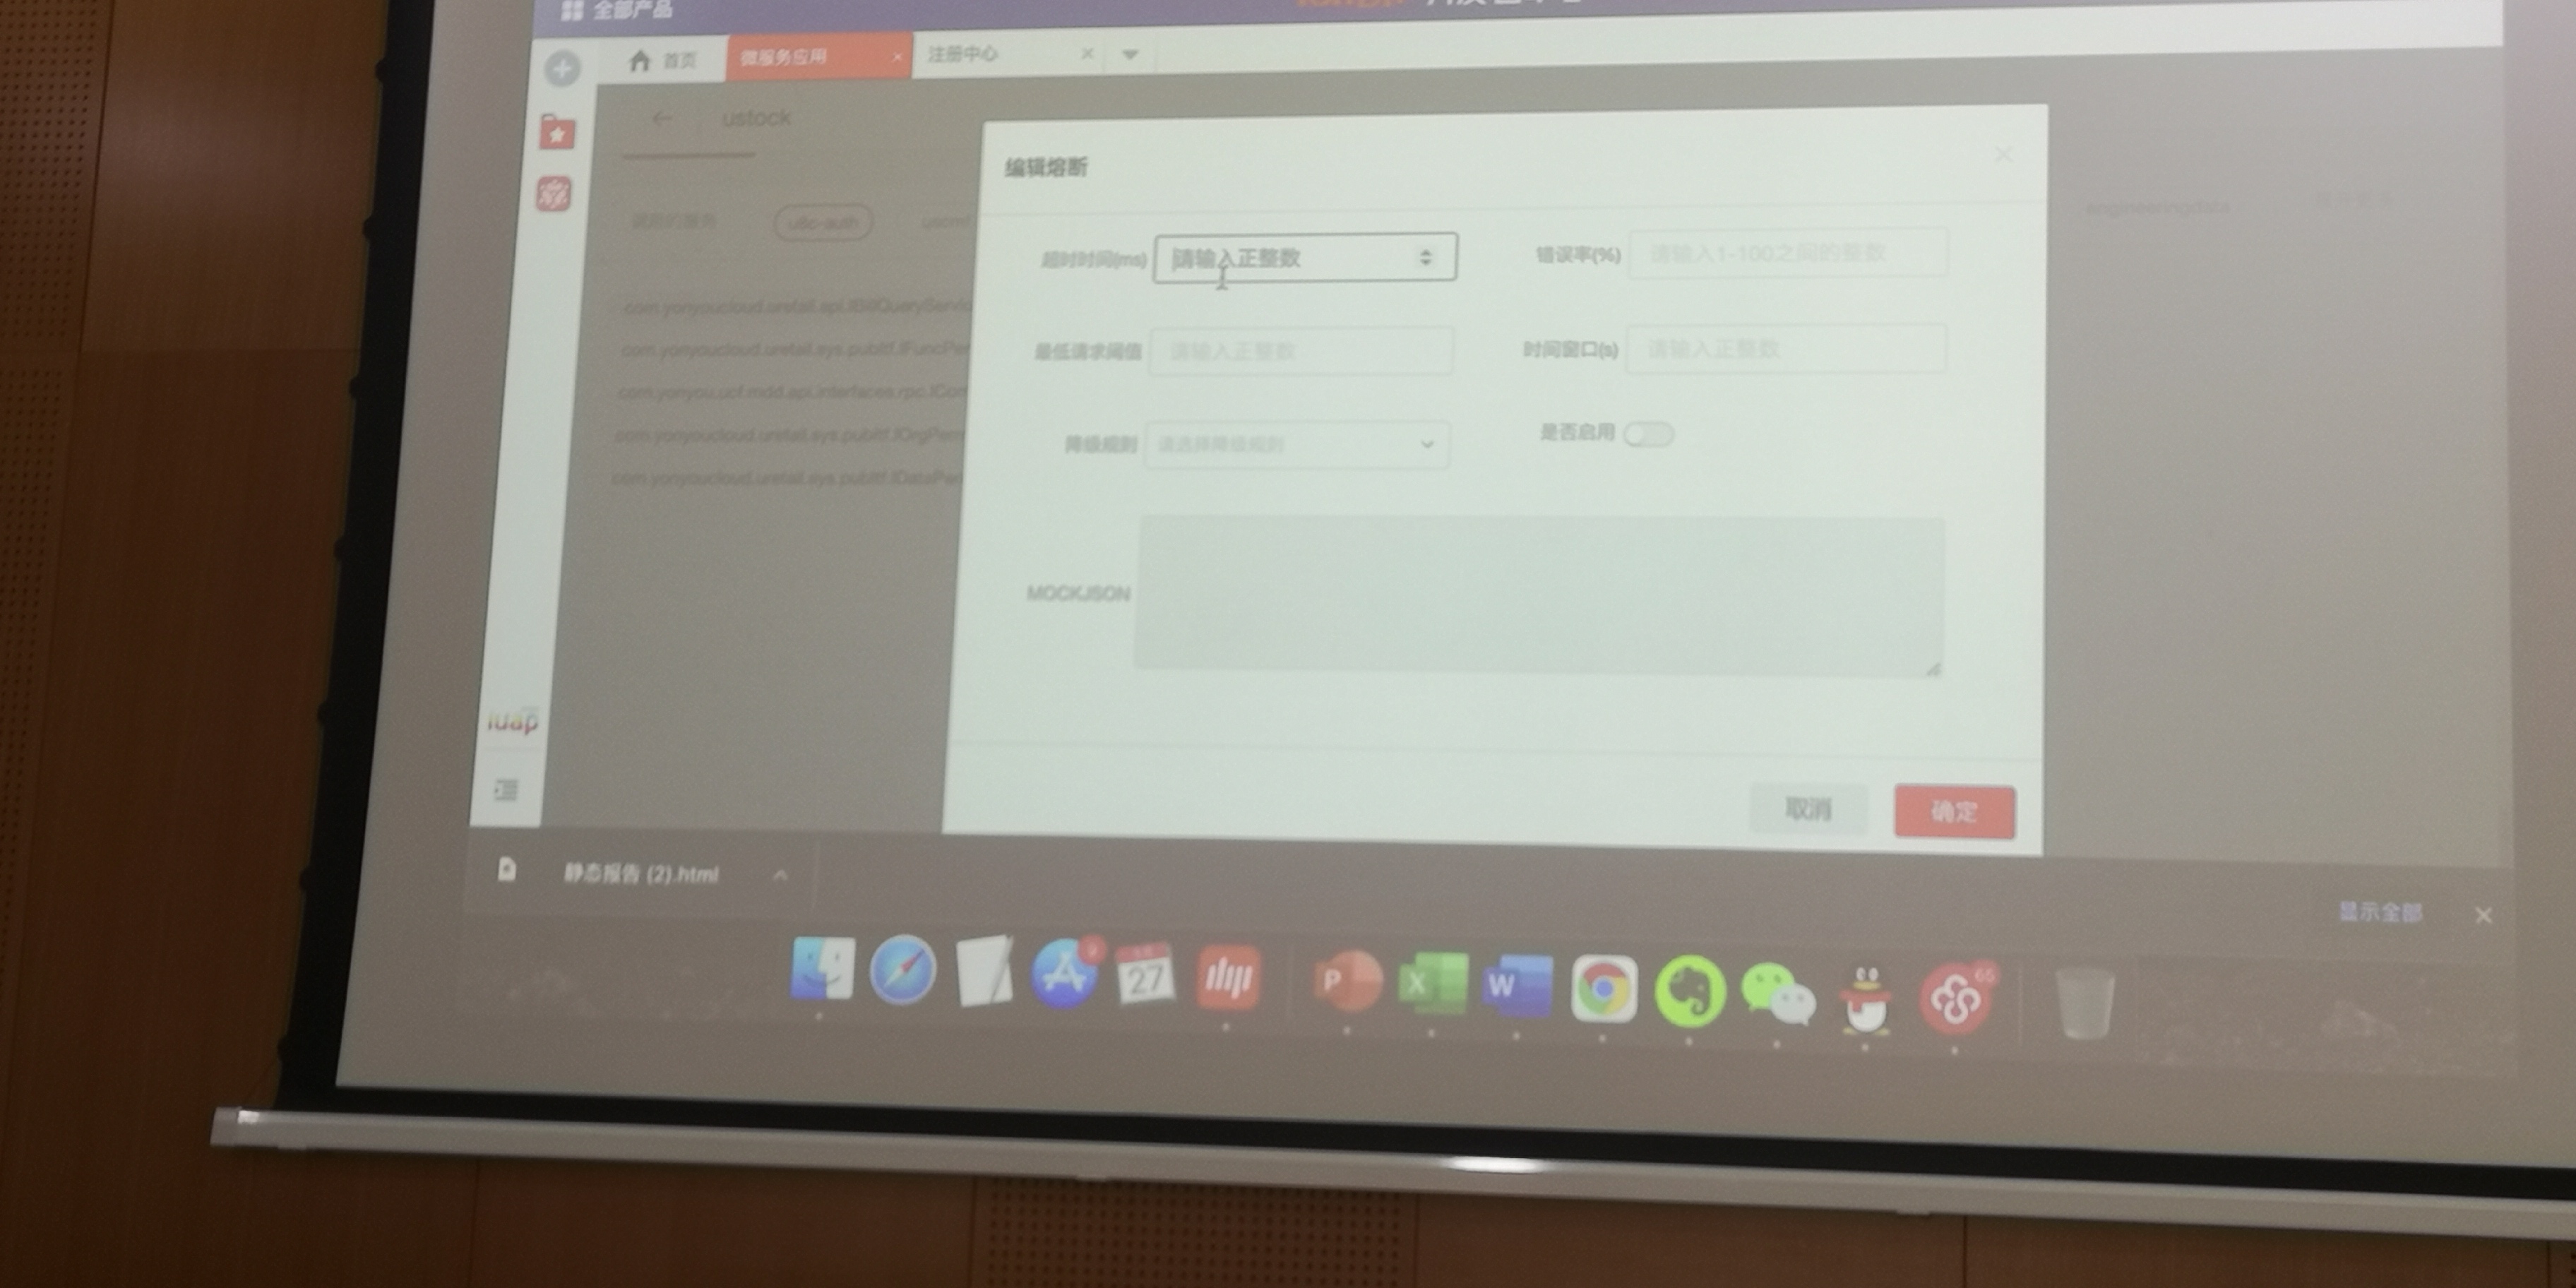 全部产品
首页
微服务应用
注册中心
ustock
编辑熔断
调用的服务
u8c-auth
超时时间(ms)
请输入正整数
错误率(%)
请输入1-100之间的整数
com.yonyoucloud.uretail.api.IBillQueryServic
com.yonyoucloud.uretail.sys.pubitf.IFuncPer
最低请求阈值
请输入正整数
时间窗口(s)
请输入正整数
com.yonyou.ucf.mdd.api.interfaces.rpc.ICom
com.yonyoucloud.uretail.sys.pubitf.IOrgPerm
降级规则
请选择降级规则
是否启用
com.yonyoucloud.uretail.sys.pubitf.IDataPer
MOCKJSON
iuap
取消
确定
静态报告 (2).html
显示全部
27
P
X
W
65